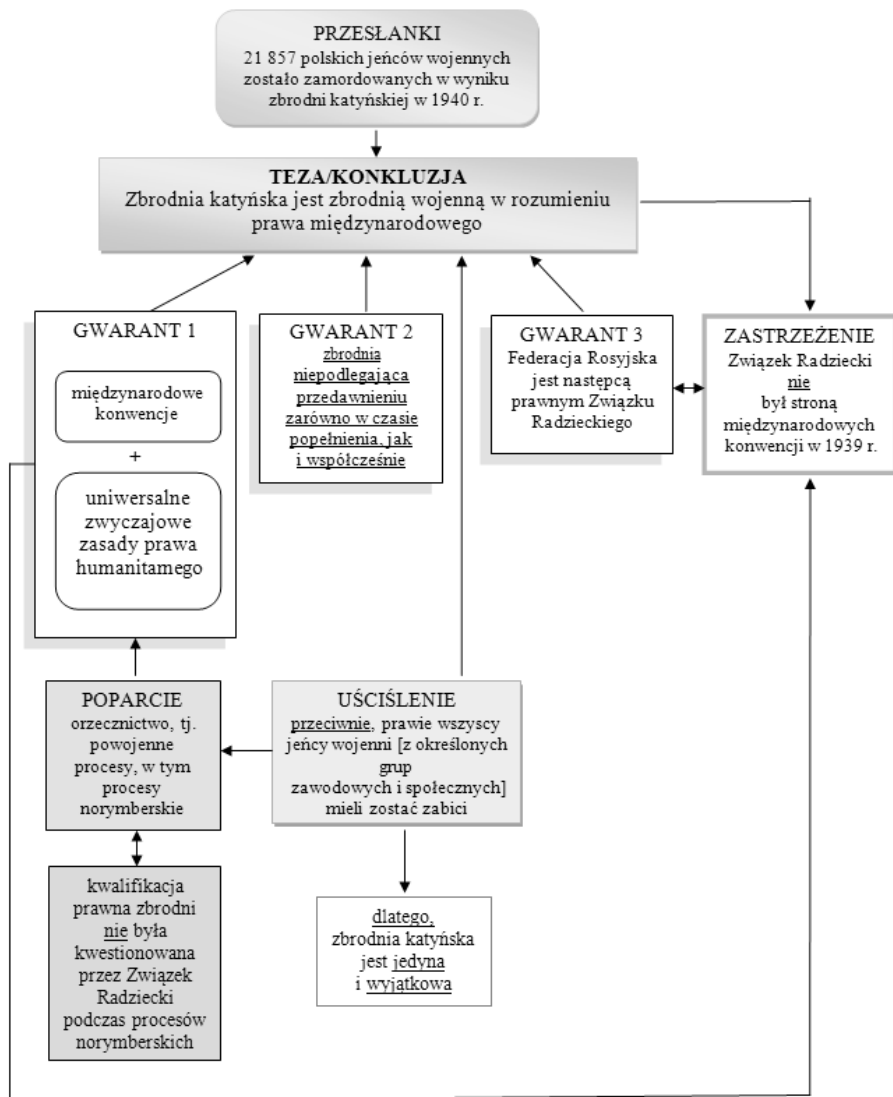 PRZESŁANKI
21 857 polskich jeńców wojennych
zostało zamordowanych w wyniku
zbrodni katyńskiej w 1940 r.
TEZA/KONKLUZJA
Zbrodnia katyńska jest zbrodnią wojenną w rozumieniu
prawa międzynarodowego
GWARANT 1
międzynarodowe
konwencje
+
uniwersalne
zwyczajowe
zasady prawa
humanitarnego
GWARANT 2
zbrodnia
niepodlegająca
przedawnieniu
zarówno w czasie
popełnienia, jak
i współcześnie
GWARANT 3
Federacja Rosyjska
jest następcą
prawnym Związku
Radzieckiego
ZASTRZEŻENIE
Związek Radziecki
nie
był stroną
międzynarodowych
konwencji w 1939 r.
POPARCIE
orzecznictwo, tj.
powojenne
procesy, w tym
procesy
norymberskie
UŚCIŚLENIE
przeciwnie, prawie wszyscy
jeńcy wojenni [z określonych
grup
zawodowych i społecznych]
mieli zostać zabici
kwalifikacja
prawna zbrodni
nie była
kwestionowana
przez Związek
Radziecki
podczas procesów
norymberskich
dlatego,
zbrodnia katyńska
jest jedyna
i wyjątkowa